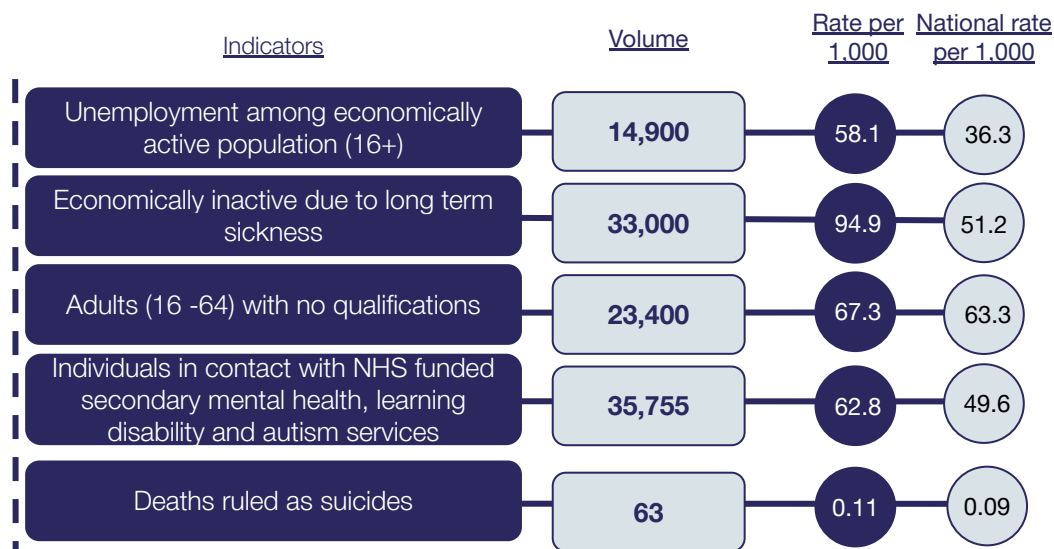 Indicators
Volume
Rate per
1,000
National rate
per 1,000
Unemployment among economically
active population (16+)
14,900
58.1
36.3
Economically inactive due to long term
sickness
33,000
94.9
51.2
Adults (16 -64) with no qualifications
23,400
67.3
63.3
Individuals in contact with NHS funded
secondary mental health, learning
disability and autism services
35,755
62.8
49.6
Deaths ruled as suicides
63
0.11
0.09